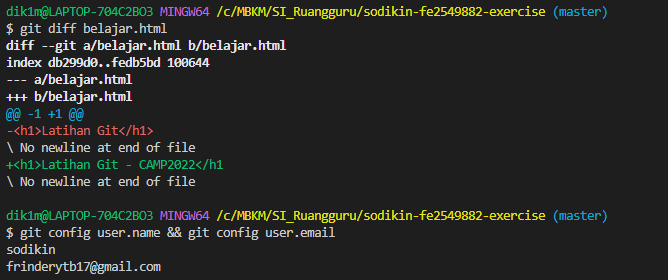 dik1m@LAPTOP-704C2BO3 MINGW64 /c/MBKM/SI_Ruangguru/sodikin-fe2549882-exercise (master)
$ git diff belajar.html
diff --git a/belajar.html b/belajar.html
index db299d0..fedb5bd 100644
--- a/belajar.html
+++ b/belajar.html
@@ -1 +1 @@
-<h1>Latihan Git</h1>
\ No newline at end of file
+<h1>Latihan Git - CAMP2022</h1
\ No newline at end of file
dik1m@LAPTOP-704C2BO3 MINGW64 /c/MBKM/SI_Ruangguru/sodikin-fe2549882-exercise (master)
$ git config user.name && git config user.email
sodikin
frinderytb17@gmail.com